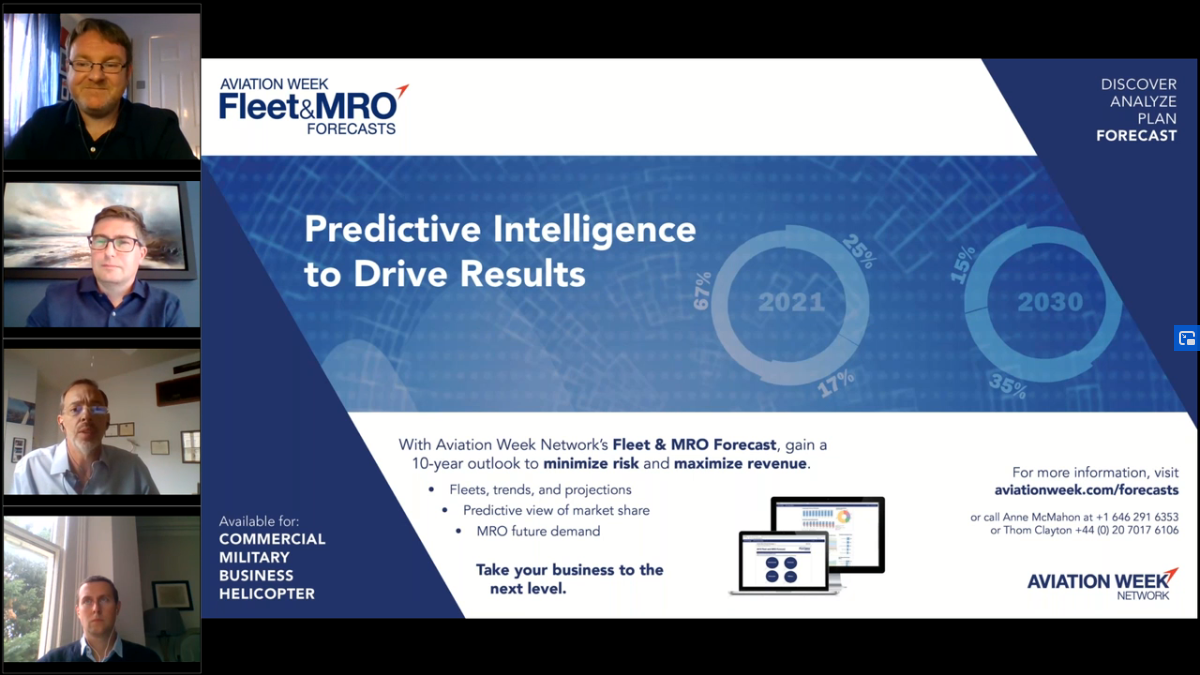 AVIATION WEEK
Fleet&MRO
FORECASTS
DISCOVER
ANALYZE
PLAN
FORECAST
Predictive Intelligence
to Drive Results
67%
25%
2021
17%
15%
2030
35%
With Aviation Week Network's Fleet & MRO Forecast, gain a
10-year outlook to minimize risk and maximize revenue.
• Fleets, trends, and projections
• Predictive view of market share
• MRO future demand
Take your business to the
next level.
Available for:
COMMERCIAL
MILITARY
BUSINESS
HELICOPTER
For more information, visit
aviationweek.com/forecasts
or call Anne McMahon at +1 646 291 6353
or Thom Clayton +44 (0) 20 7017 6106
AVIATION WEEK
NETWORK